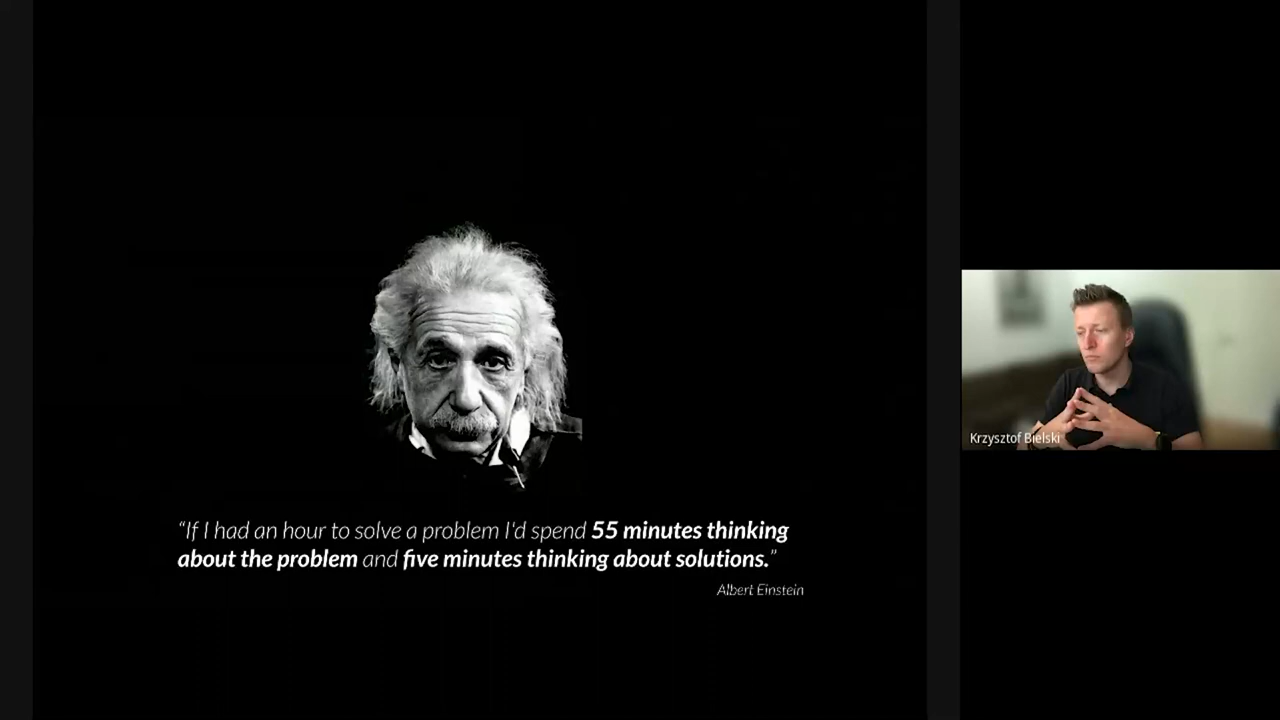 “If I had an hour to solve a problem I'd spend 55 minutes thinking
about the problem and five minutes thinking about solutions.”
Albert Einstein
Krzysztof Bielski